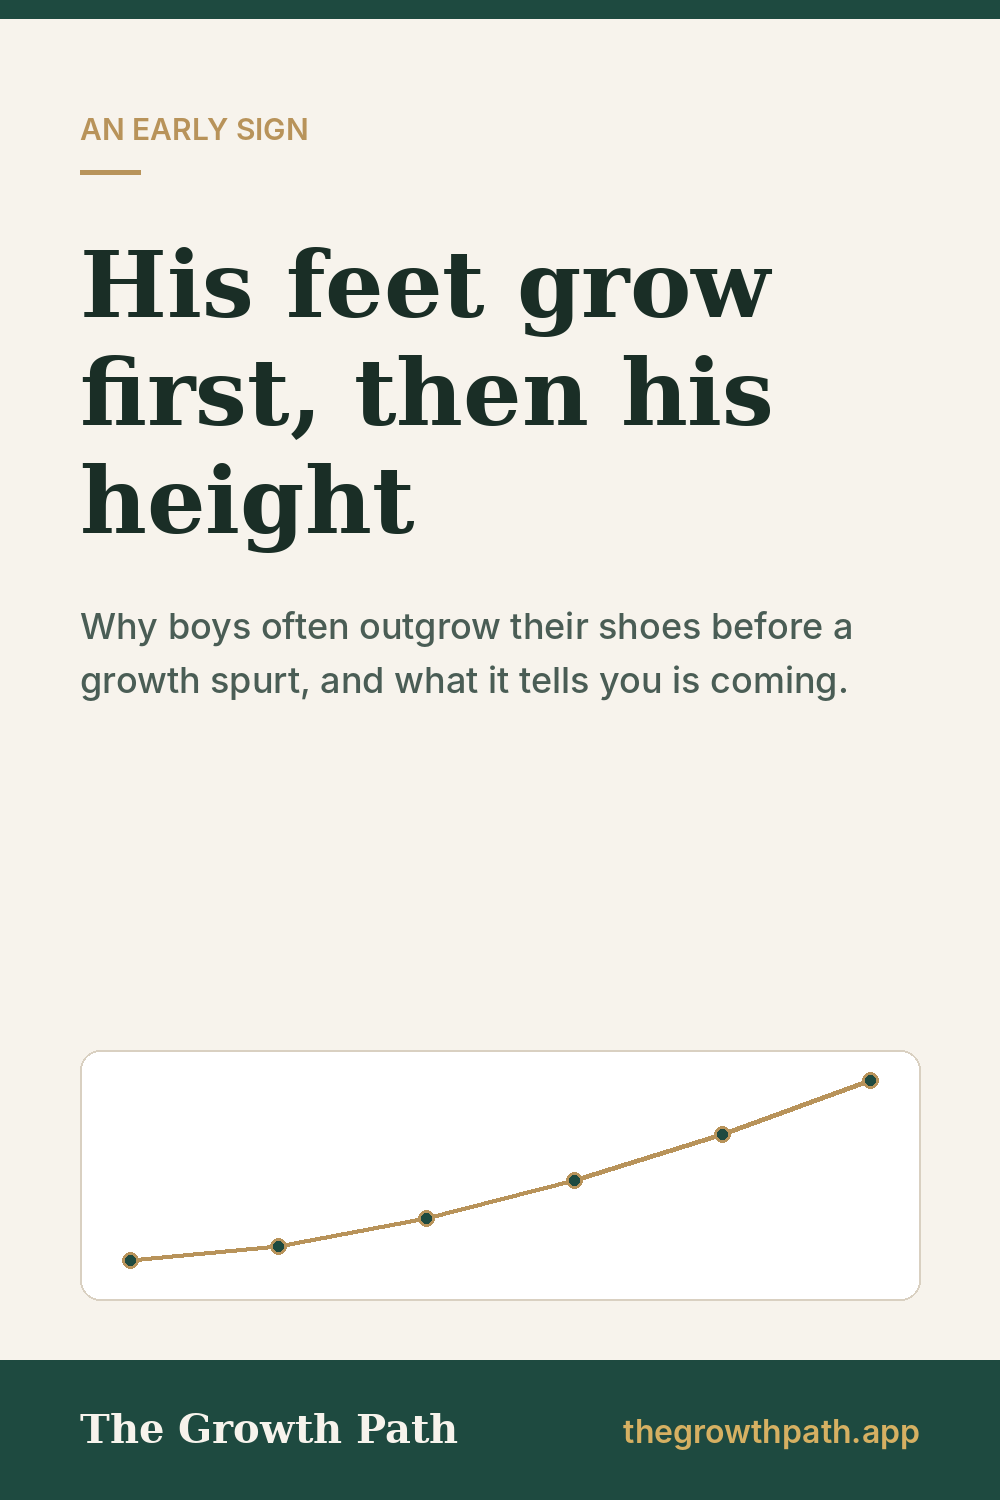 AN EARLY SIGN
His feet grow
first, then his
height
Why boys often outgrow their shoes before a
growth spurt, and what it tells you is coming.
The Growth Path
thegrowthpath.app